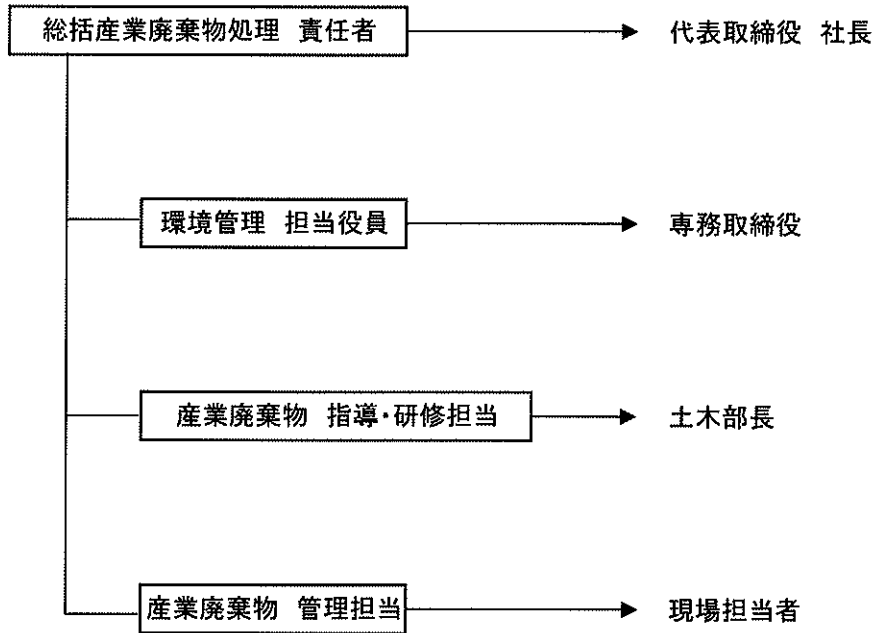 総括産業廃棄物処理 責任者 代表取締役 社長
環境管理 担当役員 専務取締役
産業廃棄物 指導・研修担当 土木部長
産業廃棄物 管理担当 現場担当者